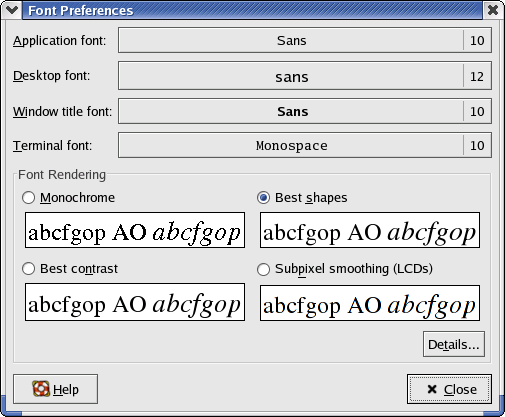 Font Preferences
Application font: Sans 10
Desktop font: sans 12
Window title font: Sans 10
Terminal font: Monospace 10
Font Rendering
Monochrome Best shapes
abcfgop AO abcfgop abcfgop AO abcfgop
Best contrast Subpixel smoothing (LCDs)
abcfgop AO abcfgop abcfgop AO abcfgop
Details...
Help Close